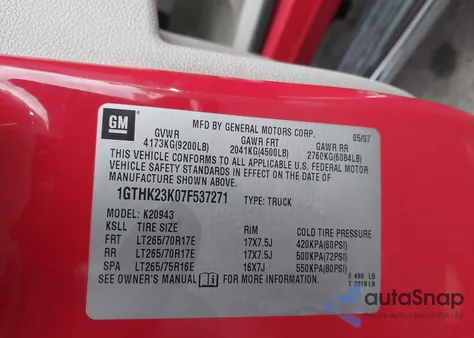 GM
MFD BY GENERAL MOTORS CORP. 05/07
GVWR GAWR FRT GAWR RR
4173KG(9200LB) 2041KG(4500LB) 2760KG(6084LB)
THIS VEHICLE CONFORMS TO ALL APPLICABLE U.S. FEDERAL MOTOR
VEHICLE SAFETY STANDARDS IN EFFECT ON THE DATE OF
MANUFACTURE SHOWN ABOVE.
1GTHK23K07F537271 TYPE: TRUCK
MODEL: K20943
KSLL TIRE SIZE RIM COLD TIRE PRESSURE
FRT LT265/70R17E 17X7.5J 420KPA(60PSI)
RR LT265/70R17E 17X7.5J 500KPA(72PSI)
SPA LT265/75R16E 16X7J 550KPA(80PSI)
SEE OWNER'S MANUAL FOR MORE INFORMATION.
autoSnap